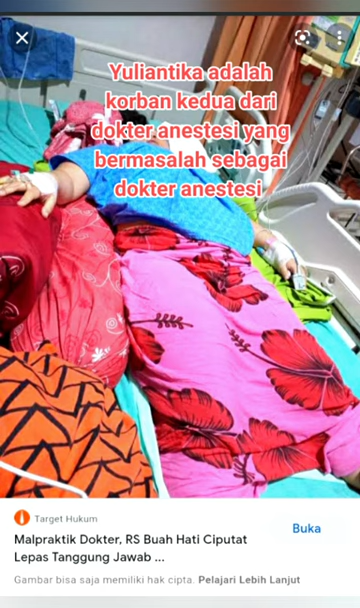 Yuliantika adalah
korban kedua dari
dokter anestesi yang
bermasalah sebagai
dokter anestesi
Target Hukum
Malpraktik Dokter, RS Buah Hati Ciputat
Lepas Tanggung Jawab ...
Buka
Gambar bisa saja memiliki hak cipta. Pelajari Lebih Lanjut